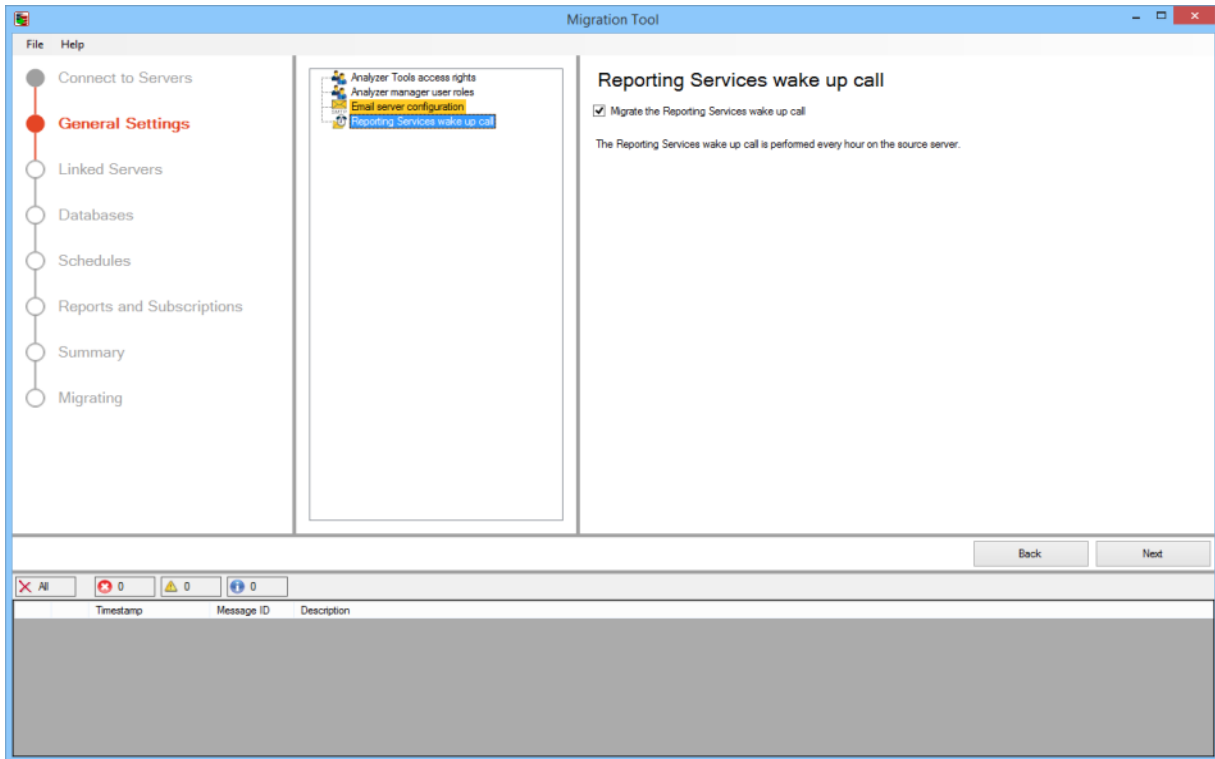 Migration Tool
File Help
Connect to Servers
General Settings
Linked Servers
Databases
Schedules
Reports and Subscriptions
Summary
Migrating
Analyzer Tools access rights
Analyzer manager user roles
Email server configuration
Reporting Services wake up call
Reporting Services wake up call
Migrate the Reporting Services wake up call
The Reporting Services wake up call is performed every hour on the source server.
Back Next
All 0 0 0
Timestamp Message ID Description